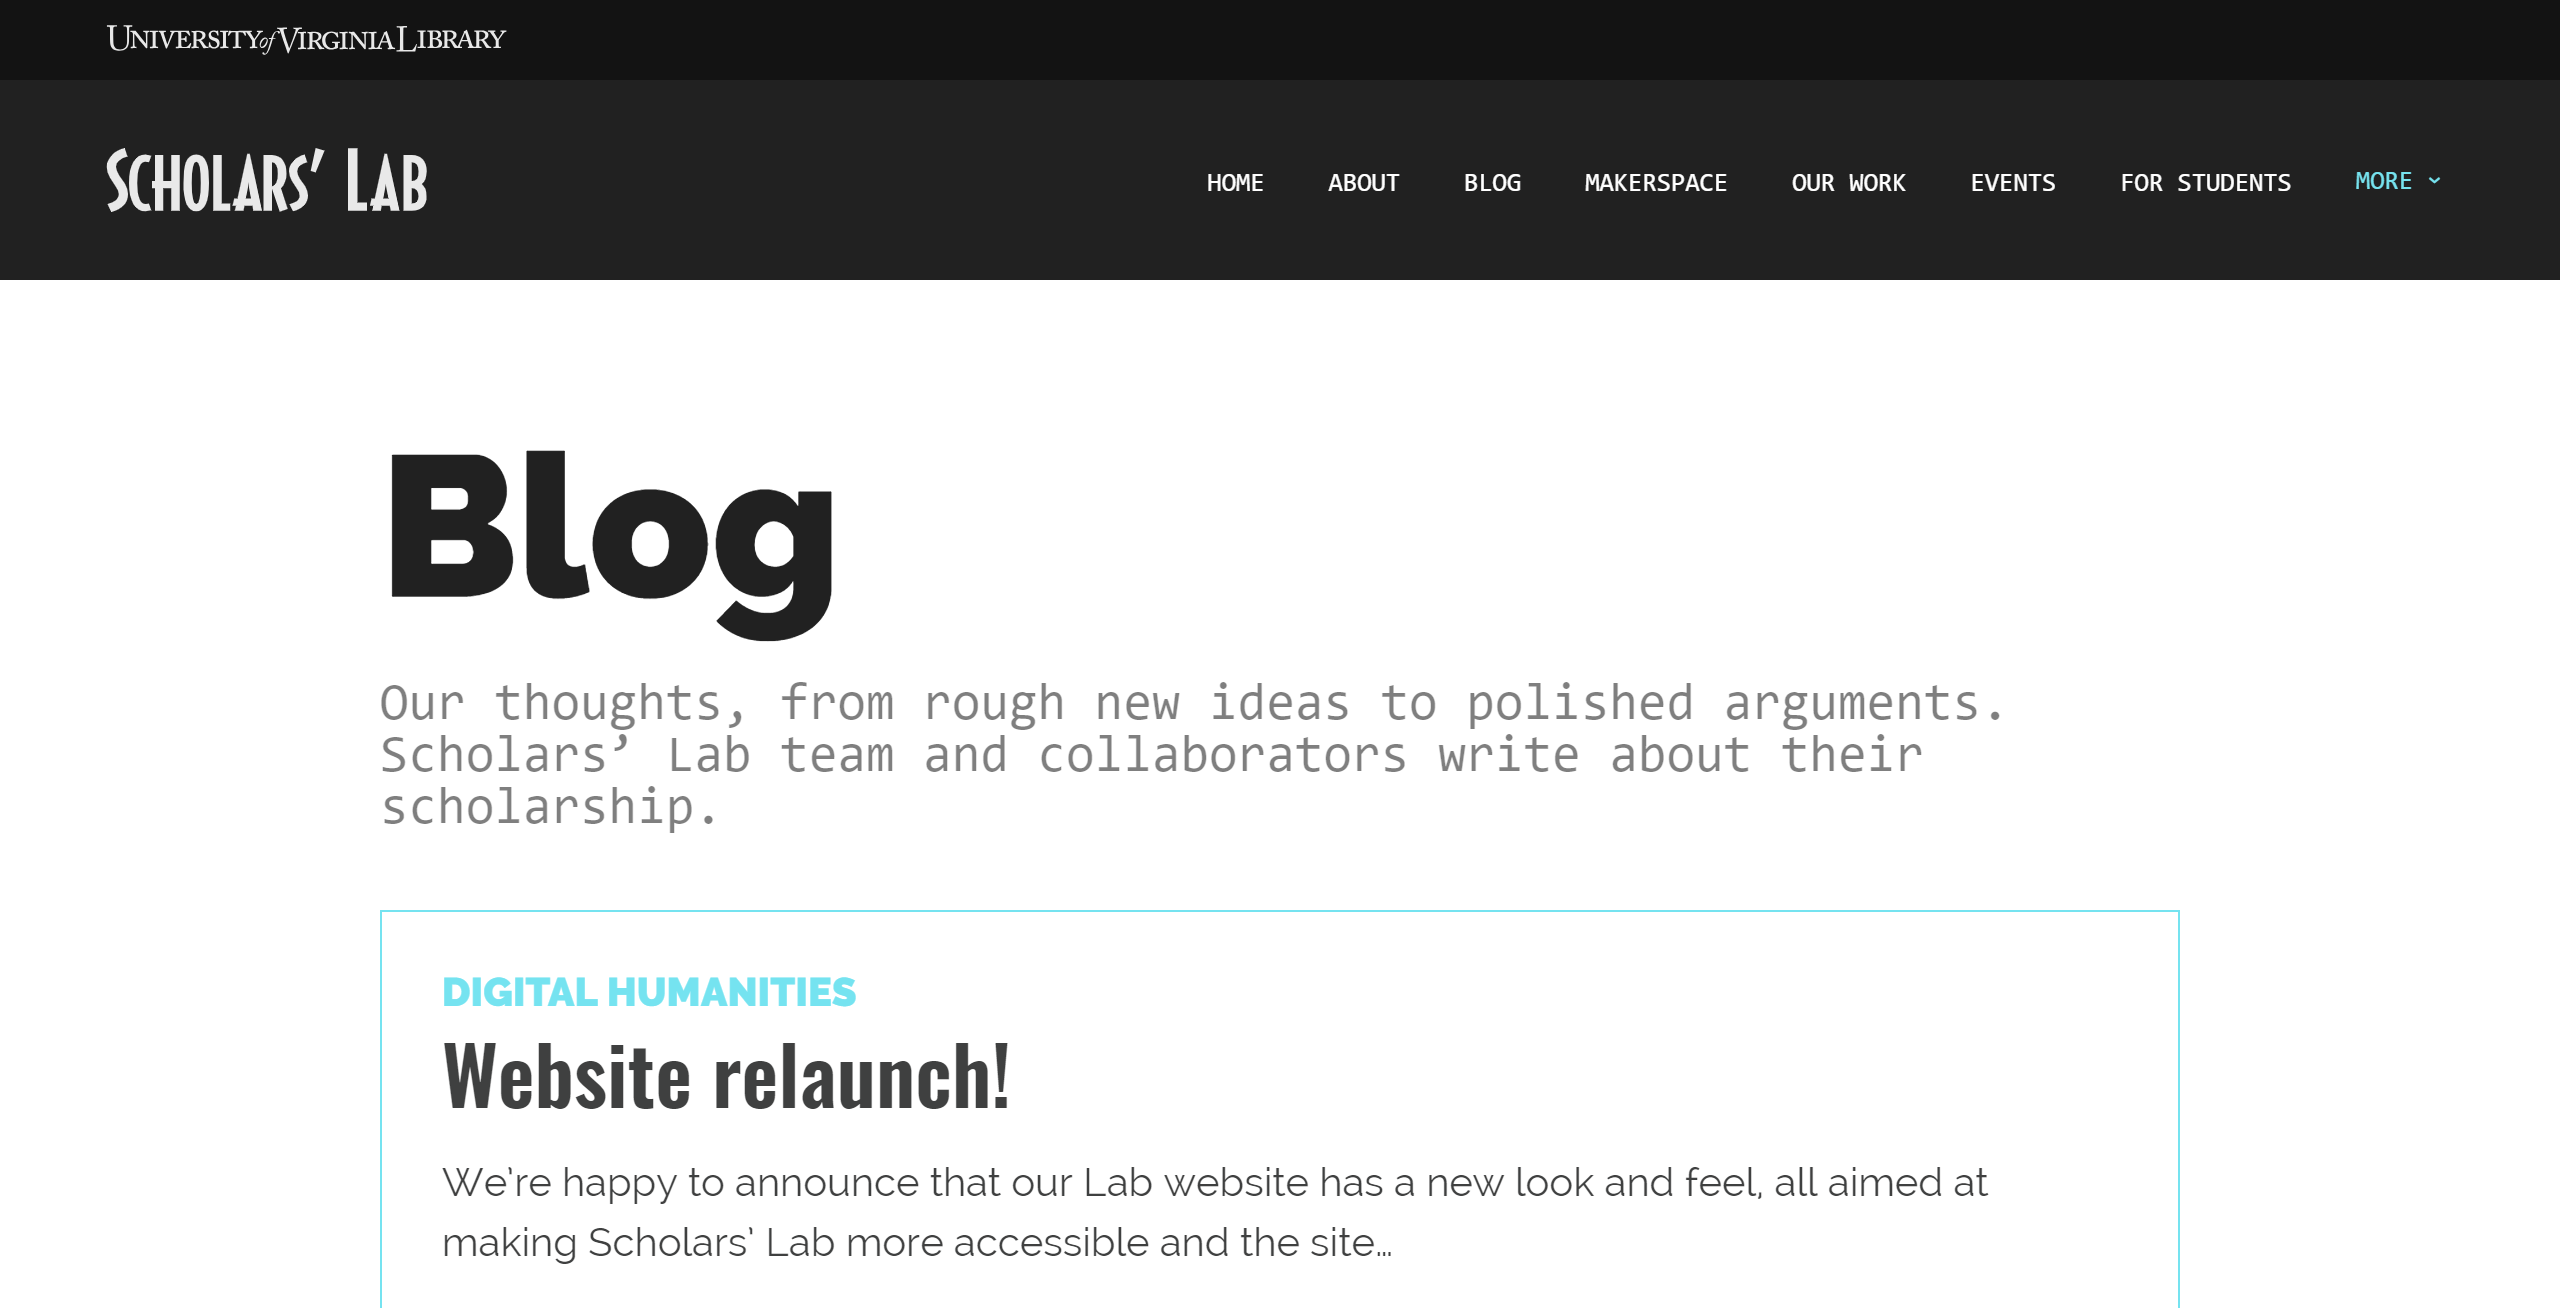 University of Virginia Library
Scholars’ Lab
HOME ABOUT BLOG MAKERSPACE OUR WORK EVENTS FOR STUDENTS MORE
Blog
Our thoughts, from rough new ideas to polished arguments.
Scholars’ Lab team and collaborators write about their
scholarship.
DIGITAL HUMANITIES
Website relaunch!
We’re happy to announce that our Lab website has a new look and feel, all aimed at
making Scholars’ Lab more accessible and the site…